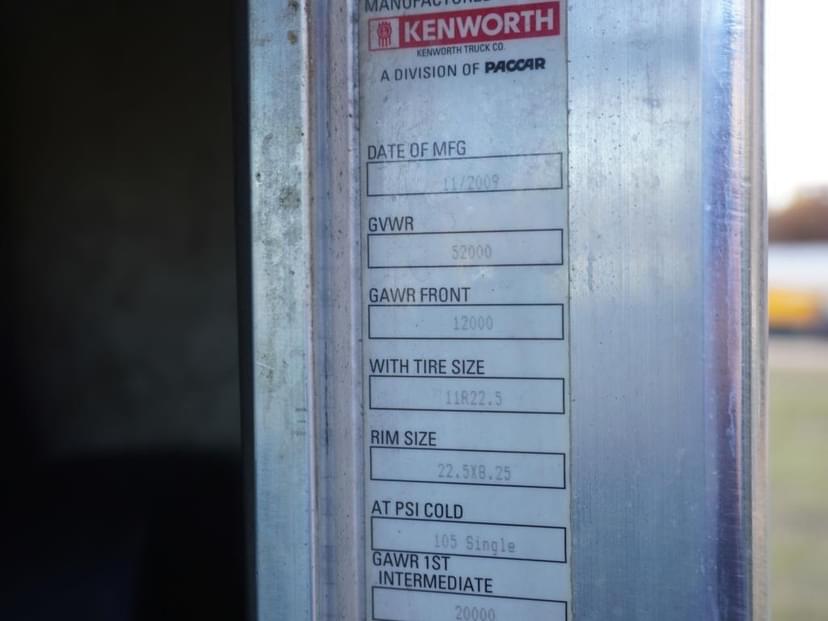 MANUFACTURED
KENWORTH
KENWORTH TRUCK CO.
A DIVISION OF PACCAR
DATE OF MFG
11/2009
GVWR
52000
GAWR FRONT
12000
WITH TIRE SIZE
11R22.5
RIM SIZE
22.5X8.25
AT PSI COLD
105 Single
GAWR 1ST
INTERMEDIATE
20000